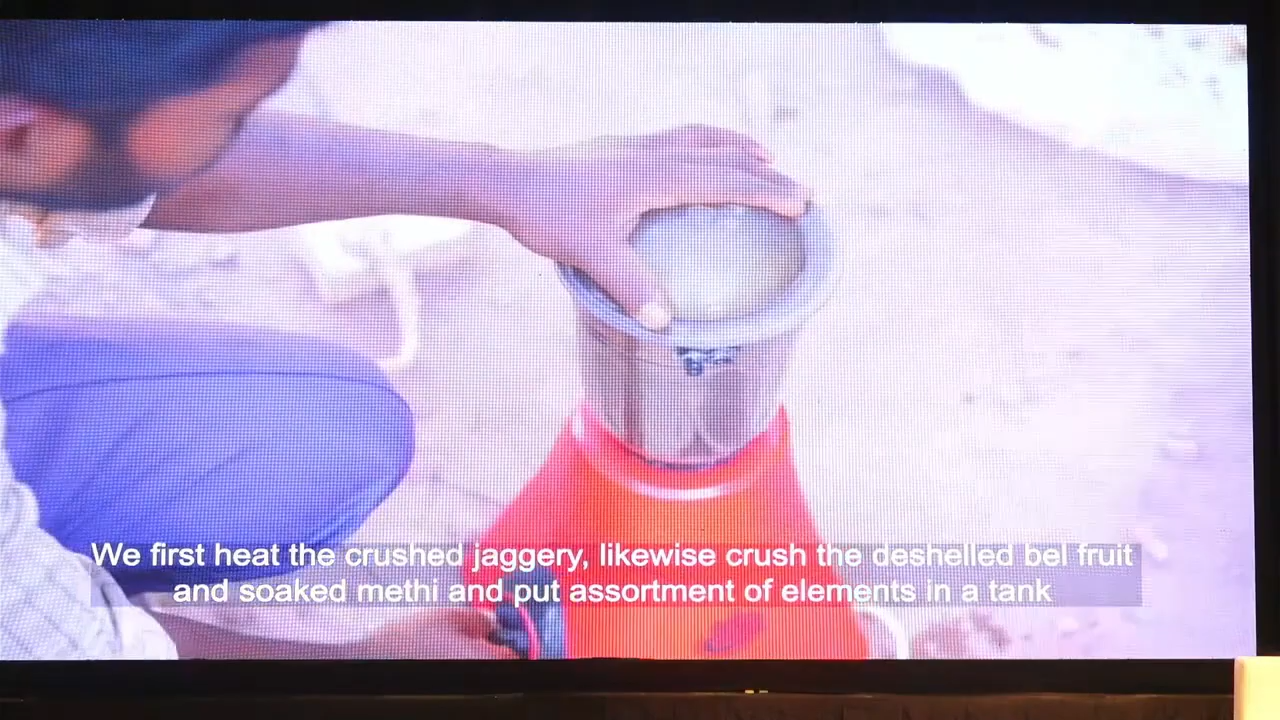 We first heat the crushed jaggery, likewise crush the deshelled bel fruit
and soaked methi and put assortment of elements in a tank